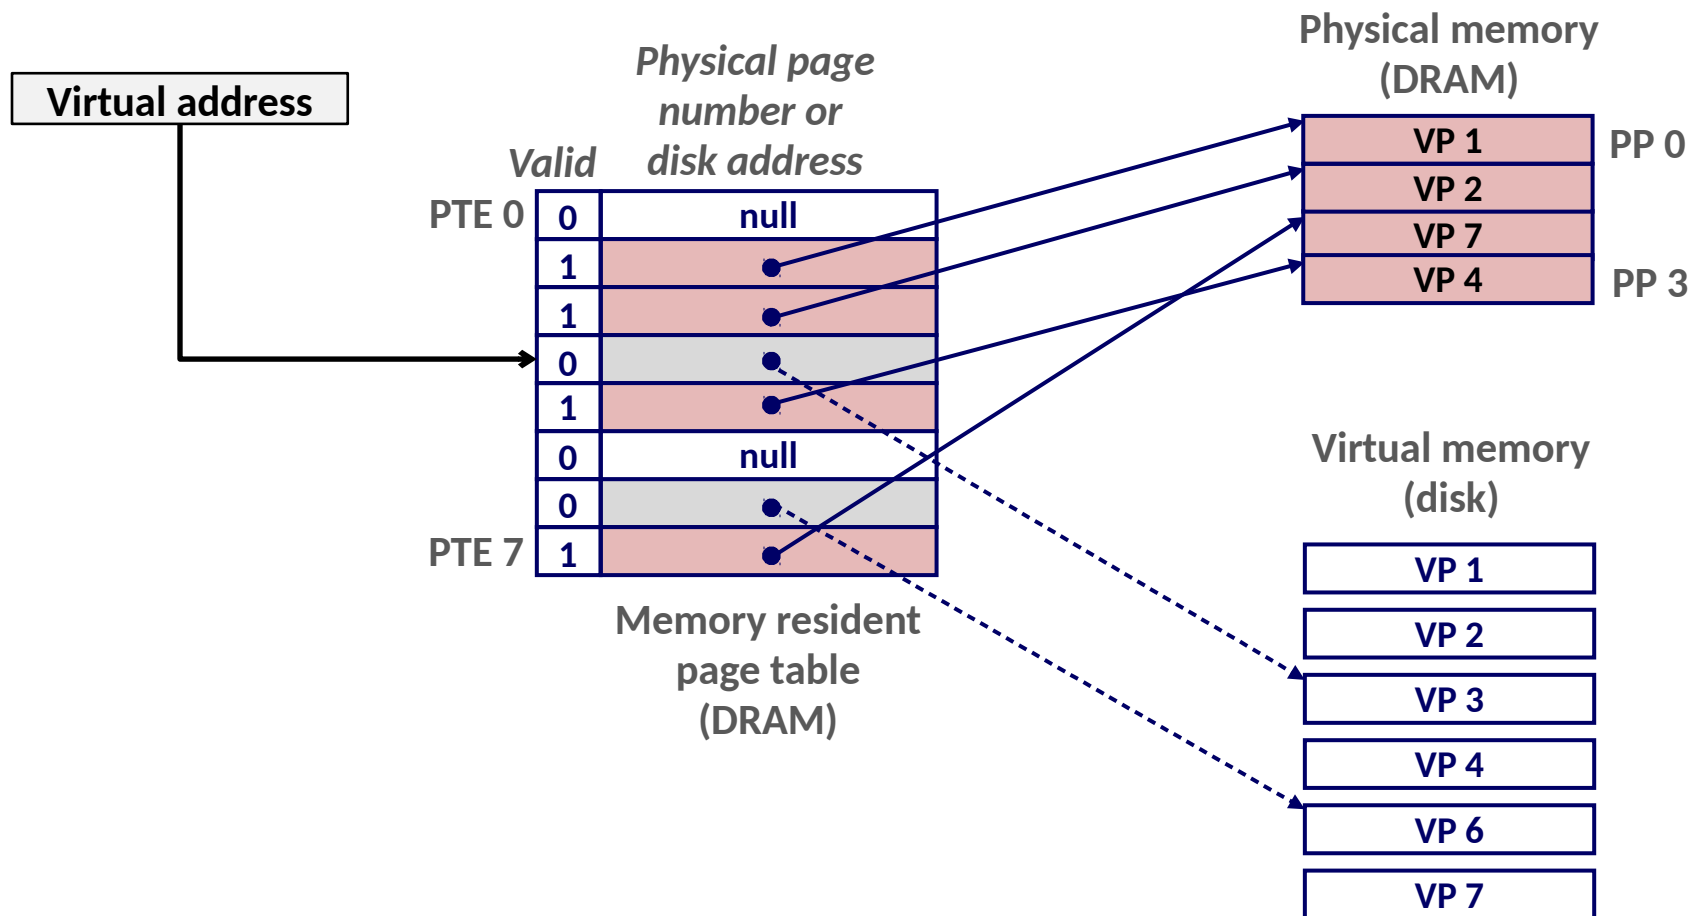 Virtual address
Physical page
number or
disk address
Valid
PTE 0
0
null
1
1
0
1
0
null
0
PTE 7
1
Memory resident
page table
(DRAM)
Physical memory
(DRAM)
VP 1
PP 0
VP 2
VP 7
VP 4
PP 3
Virtual memory
(disk)
VP 1
VP 2
VP 3
VP 4
VP 6
VP 7